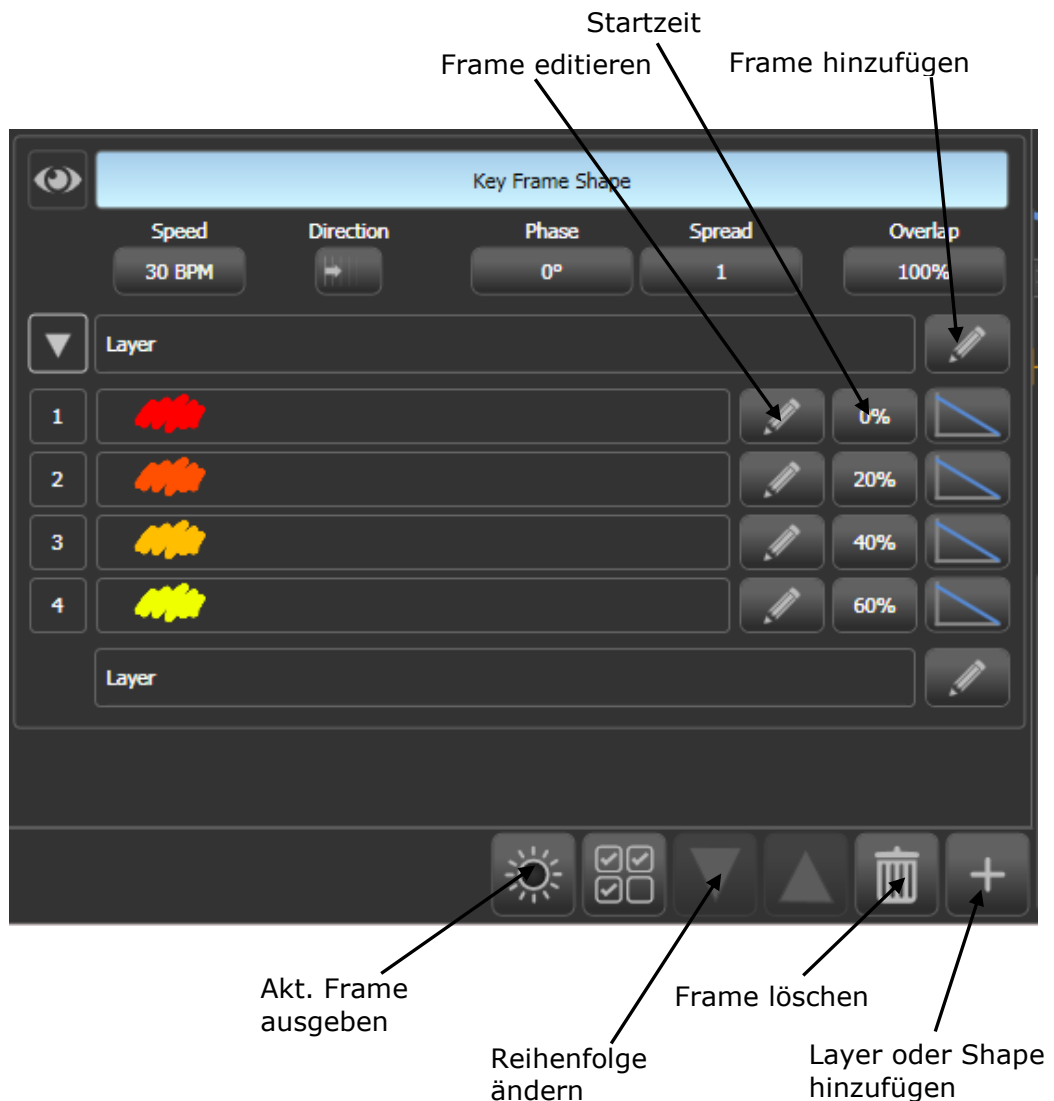 Startzeit
Frame editieren
Frame hinzufügen
Key Frame Shape
Speed Direction Phase Spread Overlap
30 BPM 0° 1 100%
Layer
1 0%
2 20%
3 40%
4 60%
Layer
Akt. Frame
ausgeben
Reihenfolge
ändern
Frame löschen
Layer oder Shape
hinzufügen